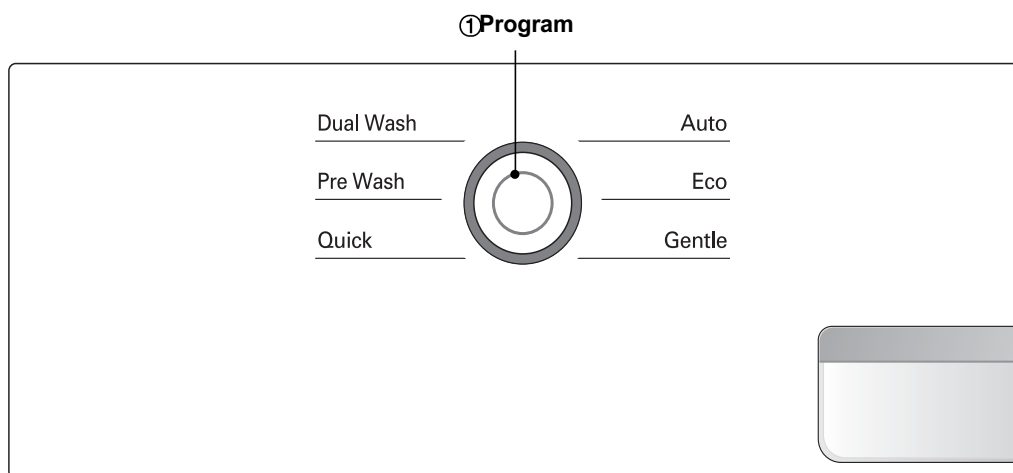 ①Program
Dual Wash
Auto
Pre Wash
Eco
Quick
Gentle